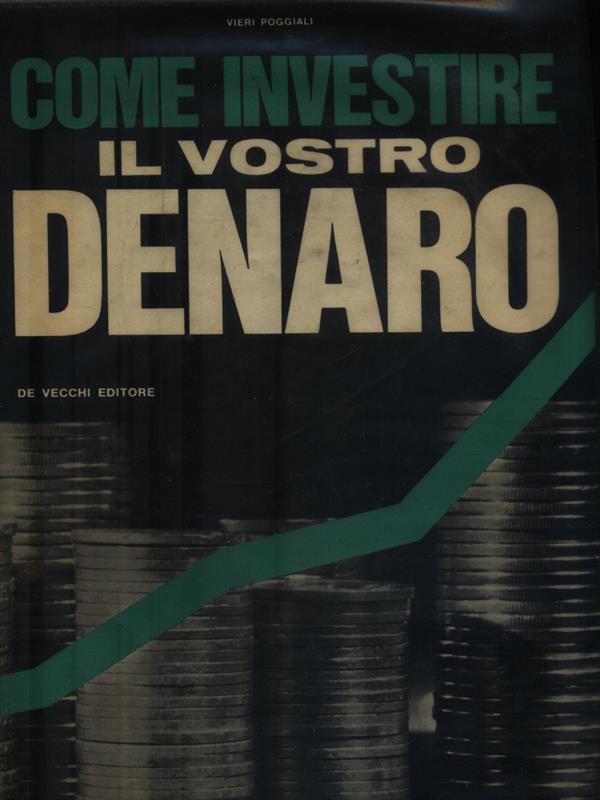 VIERI POGGIALI
COME INVESTIRE
IL VOSTRO
DENARO
DE VECCHI EDITORE